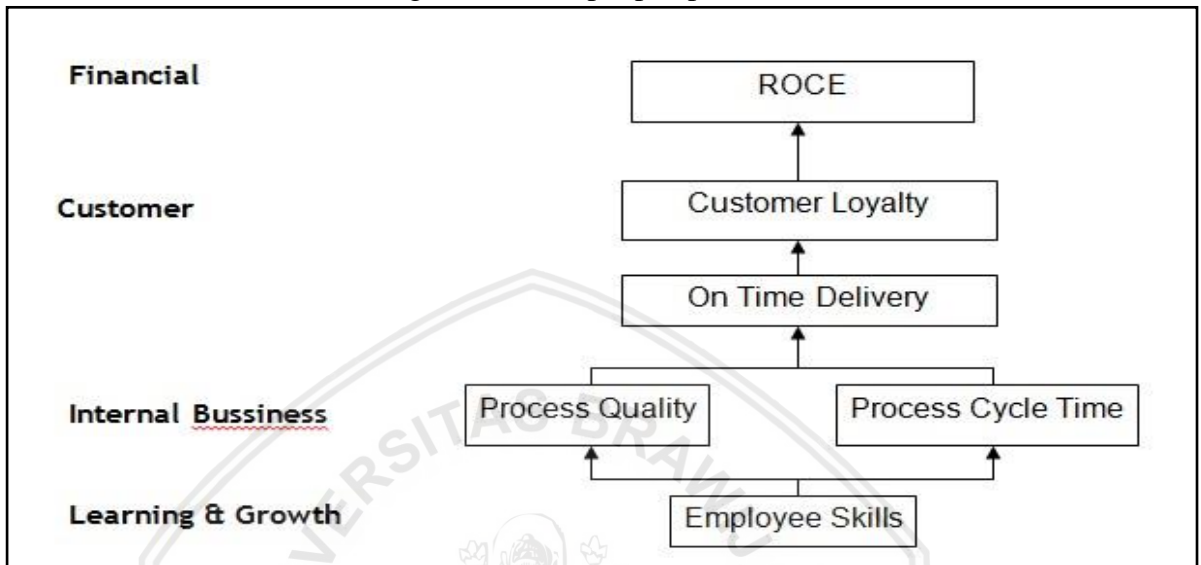 Financial
ROCE
Customer
Customer Loyalty
On Time Delivery
Internal Bussiness
Process Quality
Process Cycle Time
Learning & Growth
Employee Skills